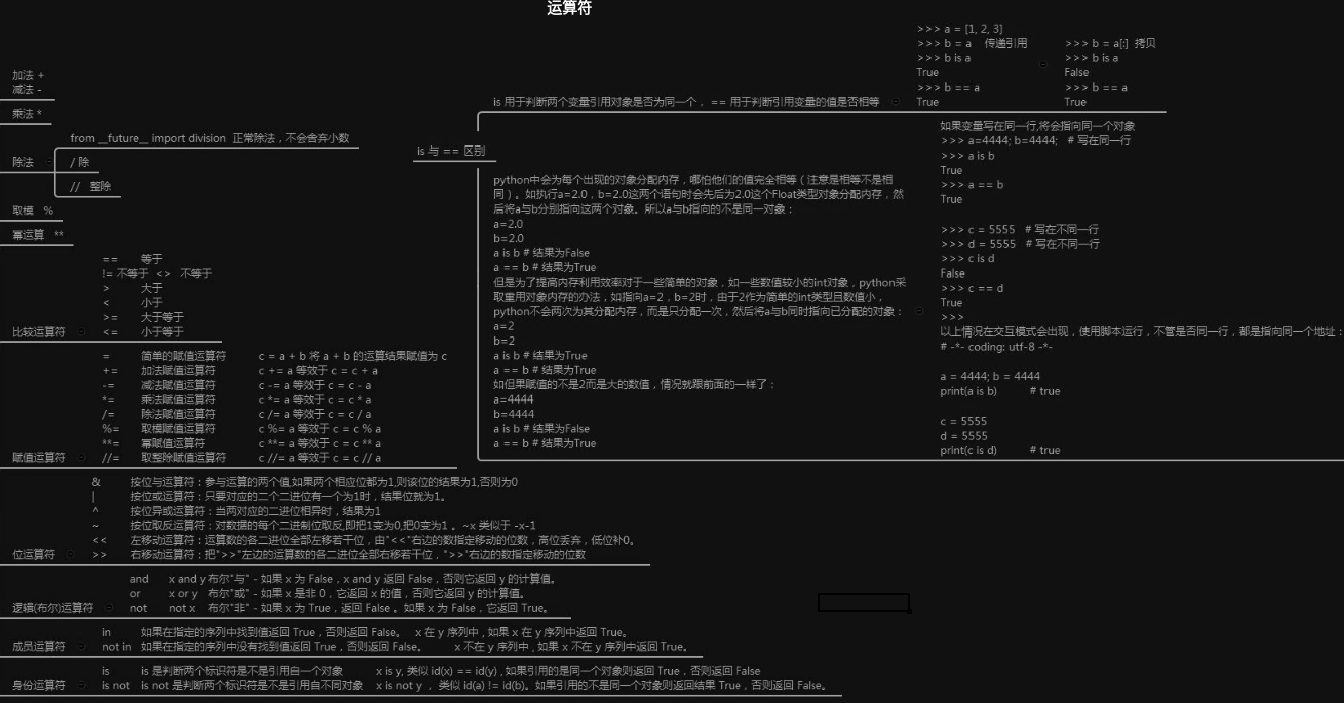 运算符
加法 +
减法 -
乘法 *
除法
from __future__ import division 正常除法，不会舍弃小数
/ 除
// 整除
取模 %
幂运算 **
比较运算符
== 等于
!= 不等于 <> 不等于
> 大于
< 小于
>= 大于等于
<= 小于等于
赋值运算符
= 简单的赋值运算符 c = a + b 将 a + b 的运算结果赋值为 c
+= 加法赋值运算符 c += a 等效于 c = c + a
-= 减法赋值运算符 c -= a 等效于 c = c - a
*= 乘法赋值运算符 c *= a 等效于 c = c * a
/= 除法赋值运算符 c /= a 等效于 c = c / a
%= 取模赋值运算符 c %= a 等效于 c = c % a
**= 幂赋值运算符 c **= a 等效于 c = c ** a
//= 取整除赋值运算符 c //= a 等效于 c = c // a
位运算符
& 按位与运算符：参与运算的两个值,如果两个相应位都为1,则该位的结果为1,否则为0
| 按位或运算符：只要对应的二个二进位有一个为1时，结果位就为1。
^ 按位异或运算符：当两对应的二进位相异时，结果为1
~ 按位取反运算符：对数据的每个二进制位取反,即把1变为0,把0变为1 。~x 类似于 -x-1
<< 左移动运算符：运算数的各二进位全部左移若干位，由"<<"右边的数指定移动的位数，高位丢弃，低位补0。
>> 右移动运算符：把">>"左边的运算数的各二进位全部右移若干位，">>"右边的数指定移动的位数
逻辑(布尔)运算符
and x and y 布尔"与" - 如果 x 为 False，x and y 返回 False，否则它返回 y 的计算值。
or x or y 布尔"或" - 如果 x 是非 0，它返回 x 的值，否则它返回 y 的计算值。
not not x 布尔"非" - 如果 x 为 True，返回 False 。如果 x 为 False，它返回 True。
成员运算符
in 如果在指定的序列中找到值返回 True，否则返回 False。 x 在 y 序列中 , 如果 x 在 y 序列中返回 True。
not in 如果在指定的序列中没有找到值返回 True，否则返回 False。 x 不在 y 序列中 , 如果 x 不在 y 序列中返回 True。
身份运算符
is is 是判断两个标识符是不是引用自一个对象 x is y, 类似 id(x) == id(y) , 如果引用的是同一个对象则返回 True，否则返回 False
is not is not 是判断两个标识符是不是引用自不同对象 x is not y ， 类似 id(a) != id(b)。如果引用的不是同一个对象则返回结果 True，否则返回 False。
is 与 == 区别
is 用于判断两个变量引用对象是否为同一个 ，== 用于判断引用变量的值是否相等
>>> a = [1, 2, 3]
>>> b = a 传递引用
>>> b is a
True
>>> b == a
True
>>> b = a[:] 拷贝
>>> b is a
False
>>> b == a
True
python中会为每个出现的对象分配内存，哪怕他们的值完全相等（注意是相等不是相
同）。如执行a=2.0，b=2.0这两个语句时会先后为2.0这个Float类型对象分配内存，然
后将a与b分别指向这两个对象。所以a与b指向的不是同一对象：
a=2.0
b=2.0
a is b # 结果为False
a == b # 结果为True
但是为了提高内存利用效率对于一些简单的对象，如一些数值较小的int对象，python采
取重用对象内存的办法，如指向a=2，b=2时，由于2作为简单的int类型且数值小，
python不会两次为其分配内存，而是只分配一次，然后将a与b同时指向已分配的对象：
a=2
b=2
a is b # 结果为True
a == b # 结果为True
如但果赋值的不是2而是大的数值，情况就跟前面的一样了：
a=4444
b=4444
a is b # 结果为False
a == b # 结果为True
如果变量写在同一行,将会指向同一个对象
>>> a=4444; b=4444; # 写在同一行
>>> a is b
True
>>> a == b
True
>>> c = 5555 # 写在不同一行
>>> d = 5555 # 写在不同一行
>>> c is d
False
>>> c == d
True
>>>
以上情况在交互模式会出现，使用脚本运行，不管是否同一行，都是指向同一个地址：
# -*- coding: utf-8 -*-
a = 4444; b = 4444
print(a is b) # true
c = 5555
d = 5555
print(c is d) # true